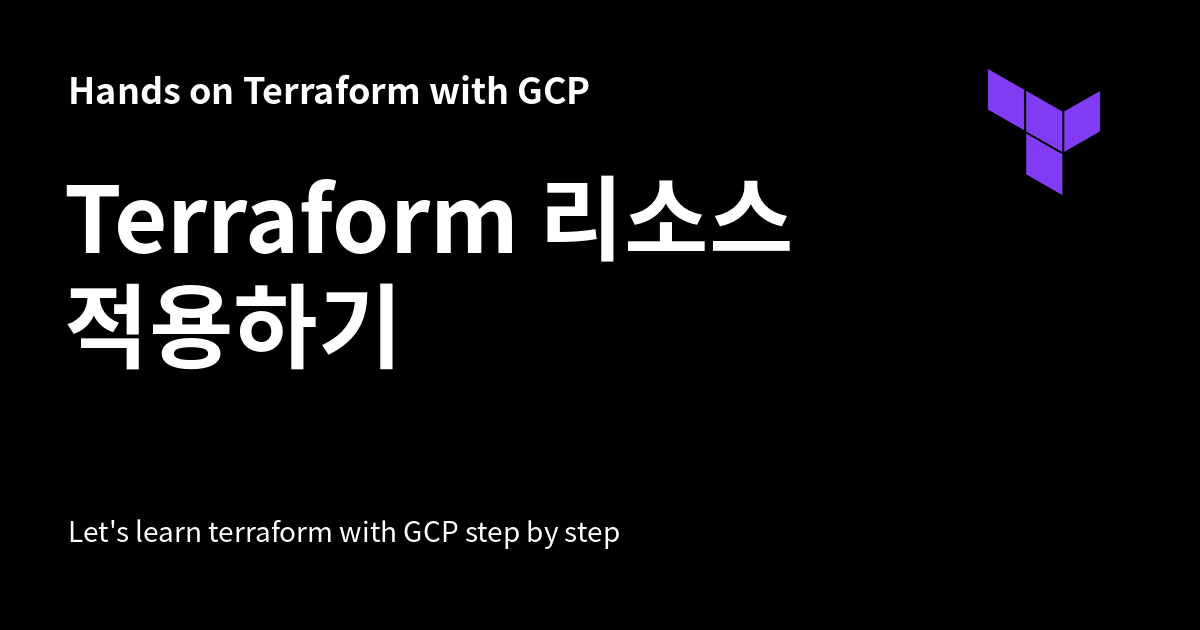 Hands on Terraform with GCP
Terraform 리소스
적용하기
Let's learn terraform with GCP step by step